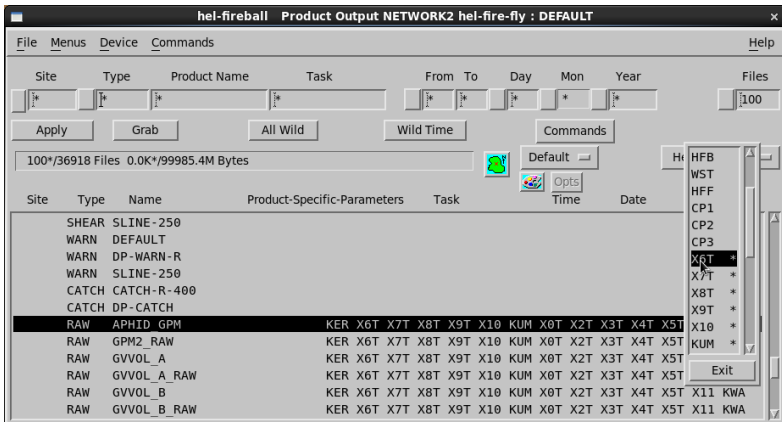 hel-fireball Product Output NETWORK2 hel-fire-fly : DEFAULT
File Menus Device Commands Help
Site Type Product Name Task From To Day Mon Year Files
* * * * * * * * * 100
Apply Grab All Wild Wild Time Commands
100*/36918 Files 0.0K*/99985.4M Bytes
Default He
Opts
Site Type Name Product-Specific-Parameters Task Time Date
SHEAR SLINE-250
WARN DEFAULT
WARN DP-WARN-R
WARN SLINE-250
CATCH CATCH-R-400
CATCH DP-CATCH
RAW APHID_GPM KER X6T X7T X8T X9T X10 KUM X0T X2T X3T X4T X5T
RAW GPM2_RAW KER X6T X7T X8T X9T X10 KUM X0T X2T X3T X4T X5T
RAW GVVOL_A KER X6T X7T X8T X9T X10 KUM X0T X2T X3T X4T X5T
RAW GVVOL_A_RAW KER X6T X7T X8T X9T X10 KUM X0T X2T X3T X4T X5T
RAW GVVOL_B KER X6T X7T X8T X9T X10 KUM X0T X2T X3T X4T X5T X11 KWA
RAW GVVOL_B_RAW KER X6T X7T X8T X9T X10 KUM X0T X2T X3T X4T X5T X11 KWA
HFB
WST
HFF
CP1
CP2
CP3
X6T *
X7T *
X8T *
X9T *
X10 *
KUM *
Exit